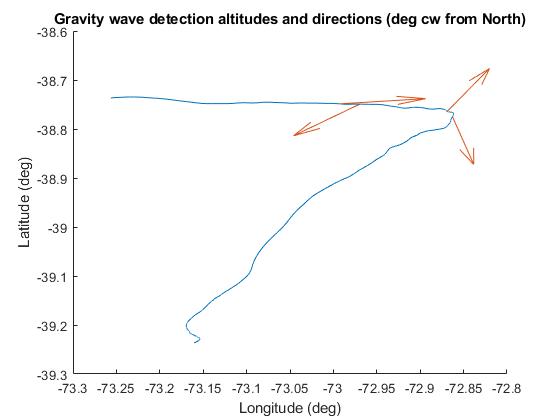 Gravity wave detection altitudes and directions (deg cw from North)
-38.6
-38.7
-38.8
-38.9
-39
-39.1
-39.2
-39.3
Latitude (deg)
-73.3 -73.25 -73.2 -73.15 -73.1 -73.05 -73 -72.95 -72.9 -72.85 -72.8
Longitude (deg)